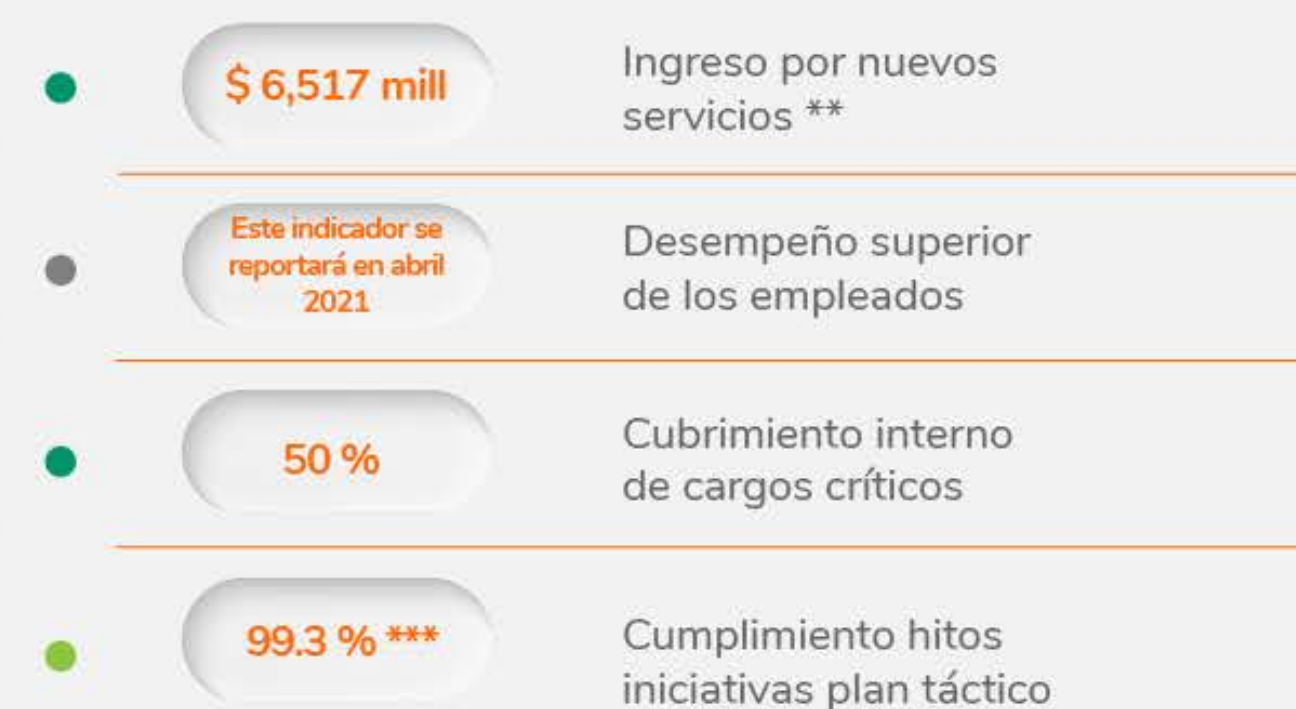 $ 6,517 mill
Ingreso por nuevos
servicios **
Este indicador se
reportará en abril
2021
Desempeño superior
de los empleados
50 %
Cubrimiento interno
de cargos críticos
99.3 % ***
Cumplimiento hitos
iniciativas plan táctico